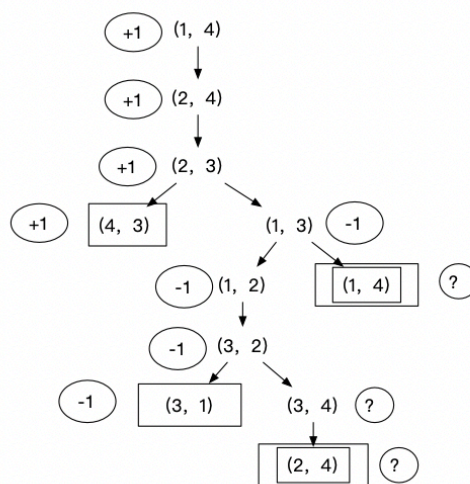 +1 (1, 4)
+1 (2, 4)
+1 (2, 3)
+1 (4, 3) (1, 3) -1
-1 (1, 2) (1, 4) ?
-1 (3, 2)
-1 (3, 1) (3, 4) ?
(2, 4) ?